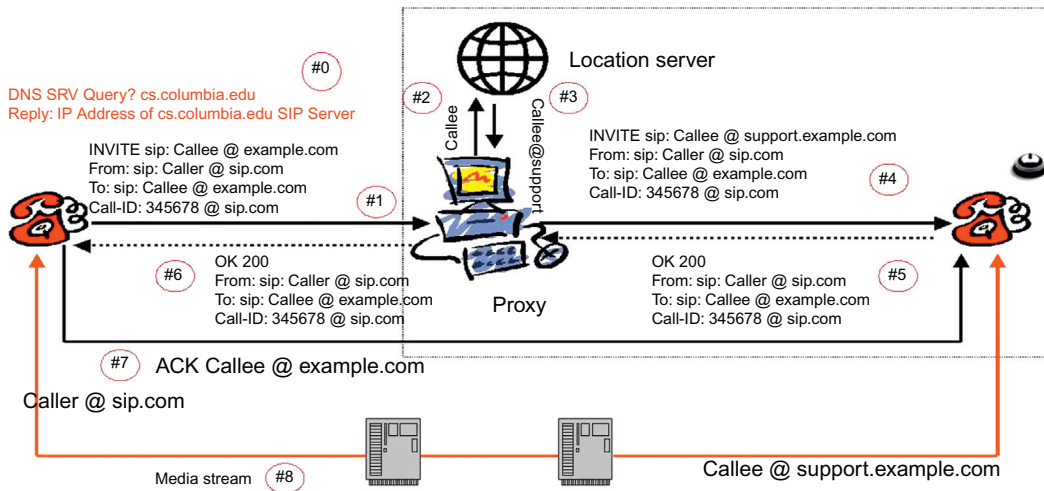 #0
Location server
DNS SRV Query? cs.columbia.edu
Reply: IP Address of cs.columbia.edu SIP Server
#2
#3
Callee
Callee@support
INVITE sip: Callee @ example.com
From: sip: Caller @ sip.com
To: sip: Callee @ example.com
Call-ID: 345678 @ sip.com
#1
INVITE sip: Callee @ support.example.com
From: sip: Caller @ sip.com
To: sip: Callee @ example.com
Call-ID: 345678 @ sip.com
#4
#6
OK 200
From: sip: Caller @ sip.com
To: sip: Callee @ example.com
Call-ID: 345678 @ sip.com
Proxy
OK 200
From: sip: Caller @ sip.com
To: sip: Callee @ example.com
Call-ID: 345678 @ sip.com
#5
#7
ACK Callee @ example.com
Caller @ sip.com
Callee @ support.example.com
Media stream
#8